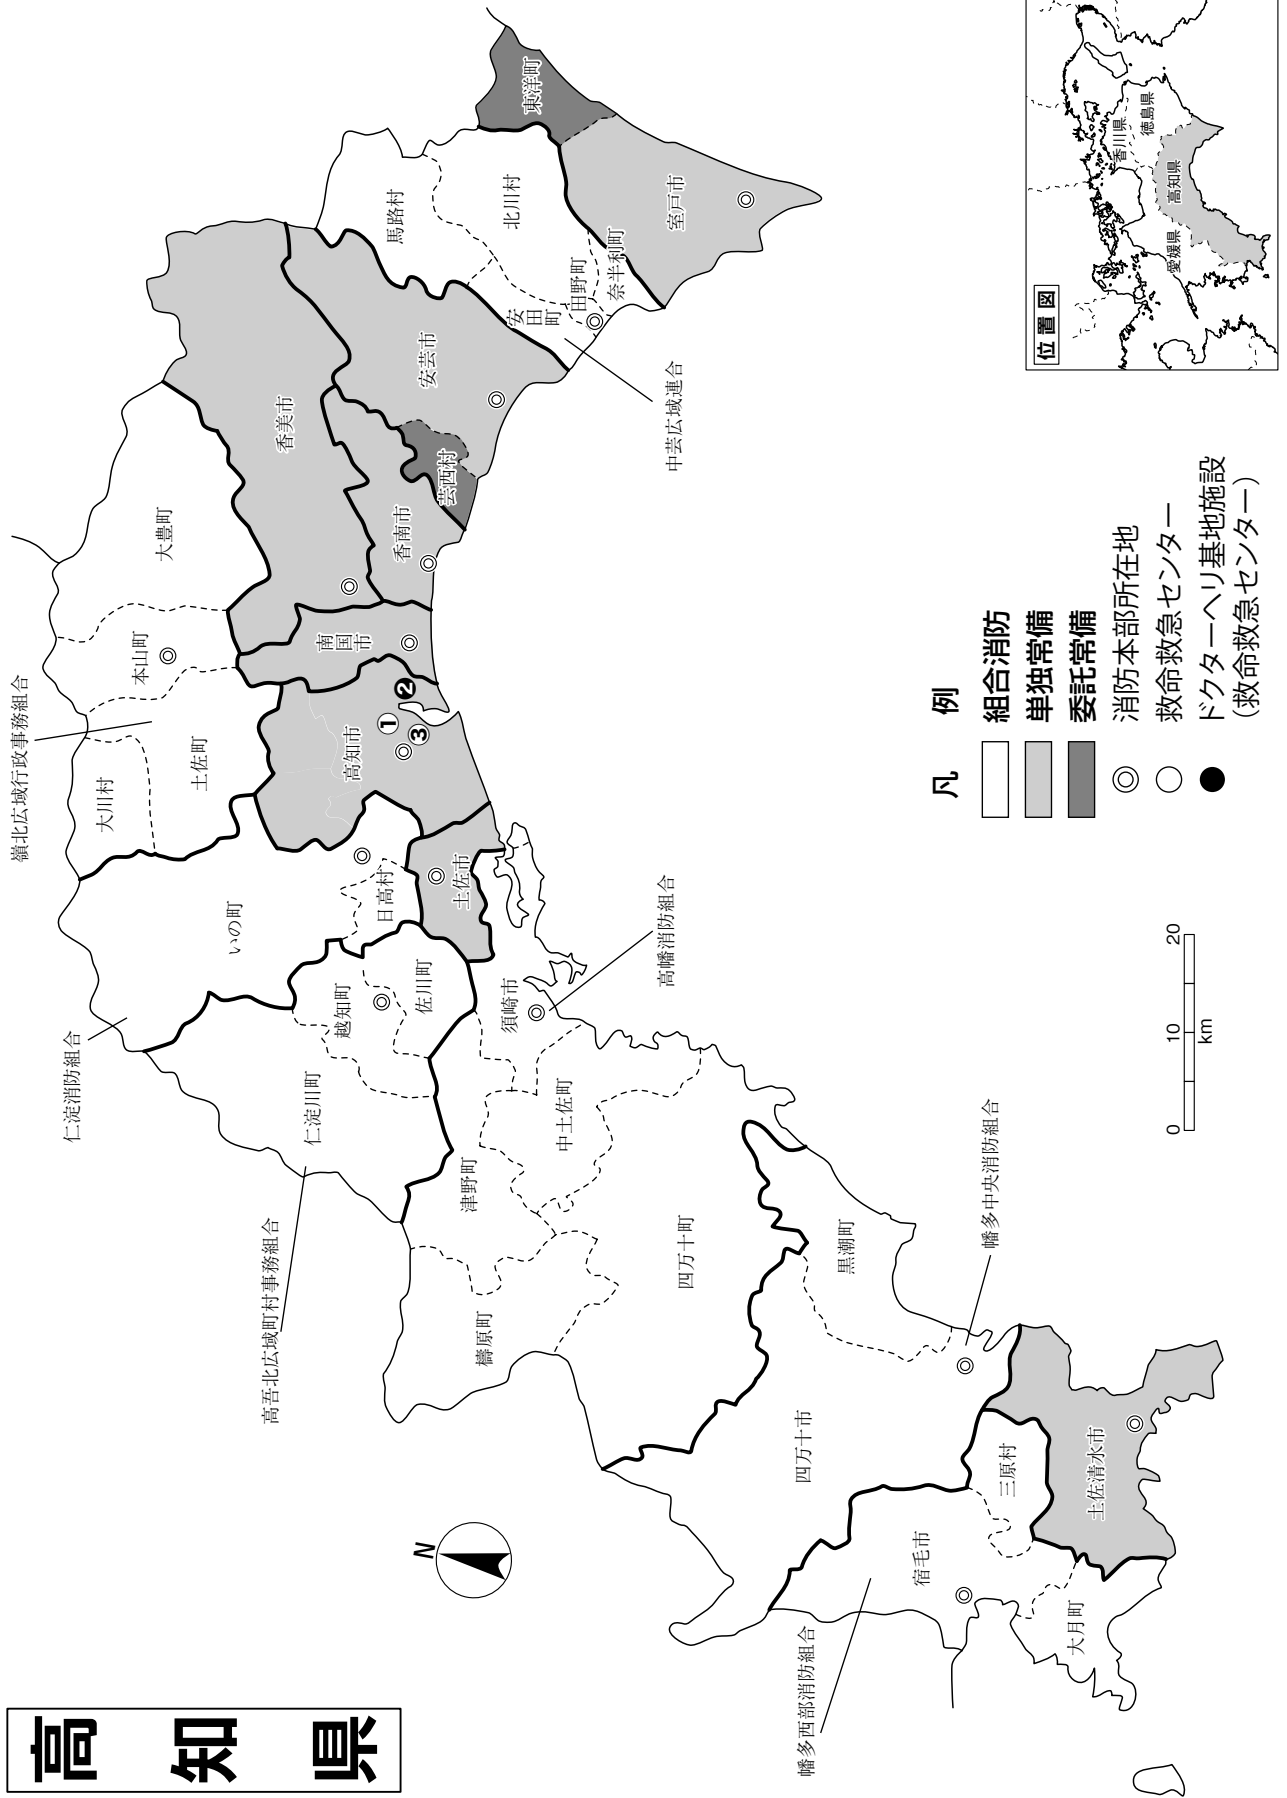 高知県
嶺北広域行政事務組合
仁淀消防組合
高吾北広域町村事務組合
幡多西部消防組合
高幡消防組合
幡多中央消防組合
中芸広域連合
大川村
土佐町
本山町
大豊町
香美市
馬路村
北川村
東洋町
室戸市
奈半利町
田野町
安田町
安芸市
芸西村
香南市
南国市
高知市
①
❷
③
いの町
日高村
土佐市
仁淀川町
越知町
佐川町
須崎市
津野町
中土佐町
檮原町
四万十町
黒潮町
四万十市
三原村
宿毛市
大月町
土佐清水市
N
凡 例
組合消防
単独常備
委託常備
消防本部所在地
救命救急センター
ドクターヘリ基地施設
(救命救急センター)
0 10 20
km
位置図
香川県
徳島県
高知県
愛媛県